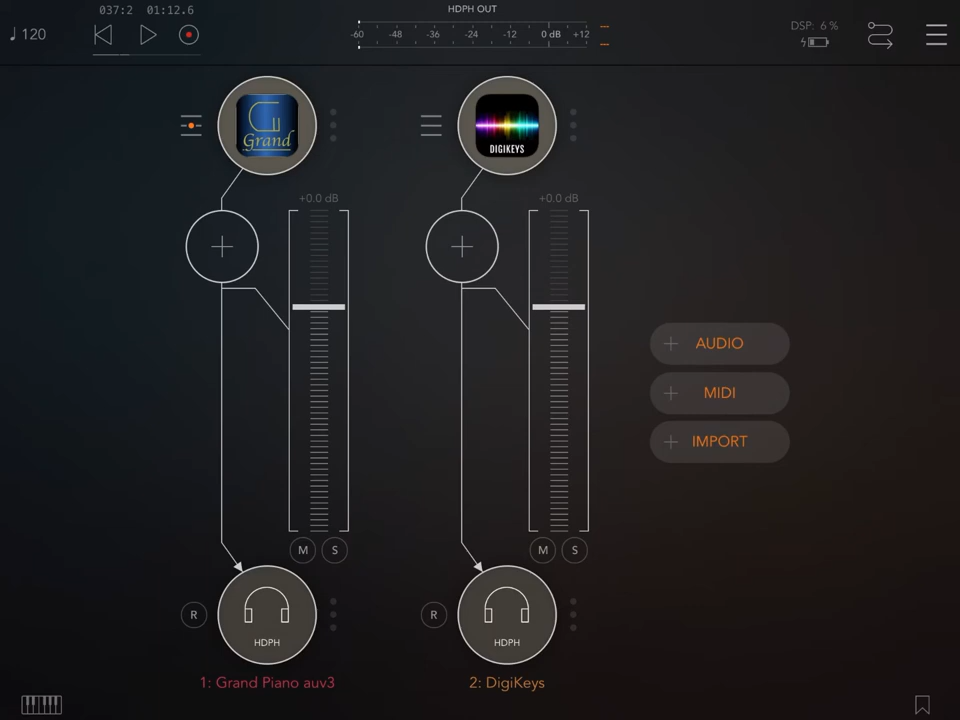 037:2 01:12.6
HDPH OUT
120
-60 -48 -36 -24 -12 0 dB +12
DSP: 6 %
Grand
DIGIKEYS
+0.0 dB
+0.0 dB
AUDIO
MIDI
IMPORT
M S
M S
R
HDPH
R
HDPH
1: Grand Piano auv3
2: DigiKeys